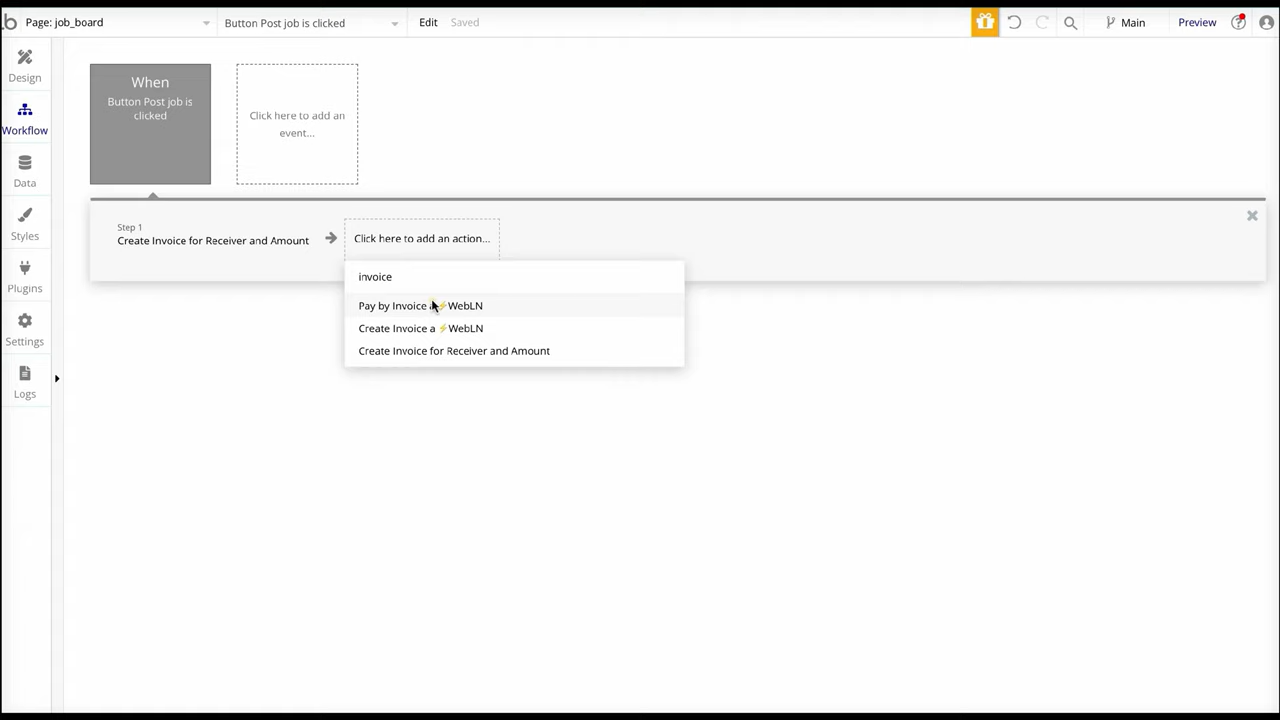 .b Page: job_board
Button Post job is clicked
Edit
Saved
Main
Preview
Design
Workflow
Data
Styles
Plugins
Settings
Logs
When
Button Post job is
clicked
Click here to add an
event...
Step 1
Create Invoice for Receiver and Amount
Click here to add an action...
invoice
Pay by Invoice a ⚡WebLN
Create Invoice a ⚡WebLN
Create Invoice for Receiver and Amount